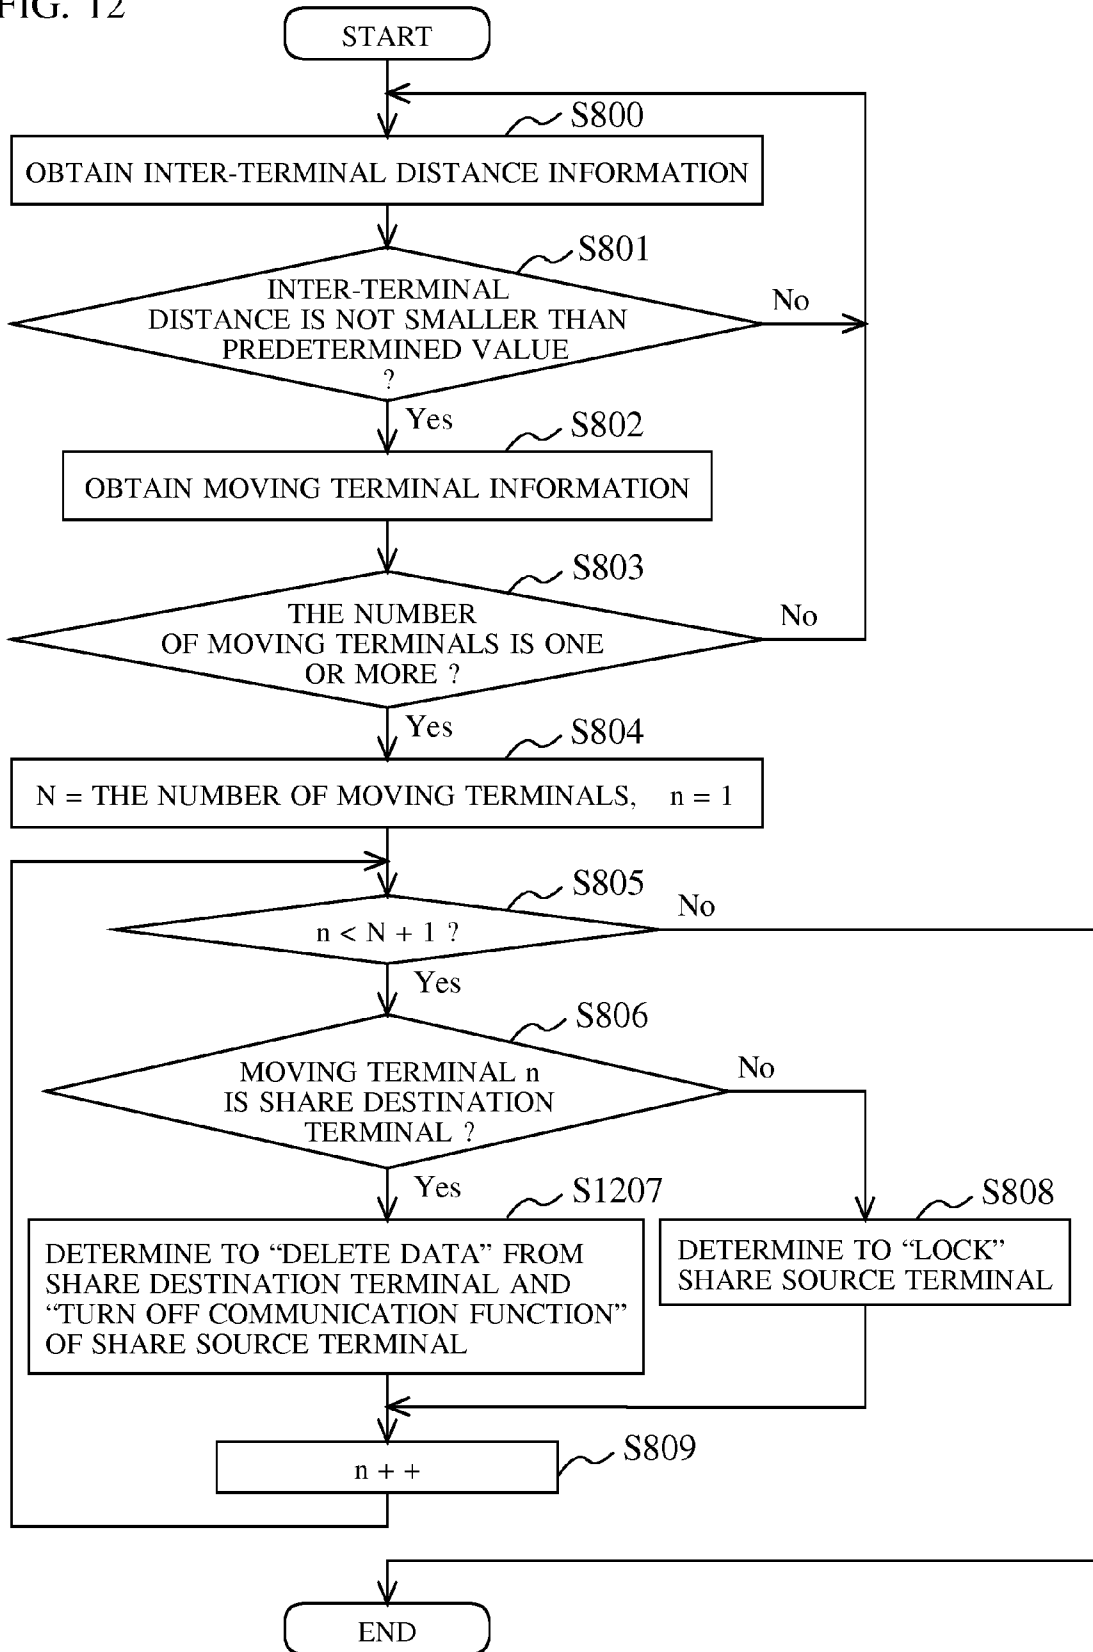 FIG. 12
START
S800
OBTAIN INTER-TERMINAL DISTANCE INFORMATION
S801
INTER-TERMINAL
DISTANCE IS NOT SMALLER THAN
PREDETERMINED VALUE
?
No
Yes
S802
OBTAIN MOVING TERMINAL INFORMATION
S803
THE NUMBER
OF MOVING TERMINALS IS ONE
OR MORE ?
No
Yes
S804
N = THE NUMBER OF MOVING TERMINALS, n = 1
S805
n < N + 1 ?
No
Yes
S806
MOVING TERMINAL n
IS SHARE DESTINATION
TERMINAL ?
No
Yes
S1207
DETERMINE TO “DELETE DATA” FROM
SHARE DESTINATION TERMINAL AND
“TURN OFF COMMUNICATION FUNCTION”
OF SHARE SOURCE TERMINAL
S808
DETERMINE TO “LOCK”
SHARE SOURCE TERMINAL
S809
n + +
END